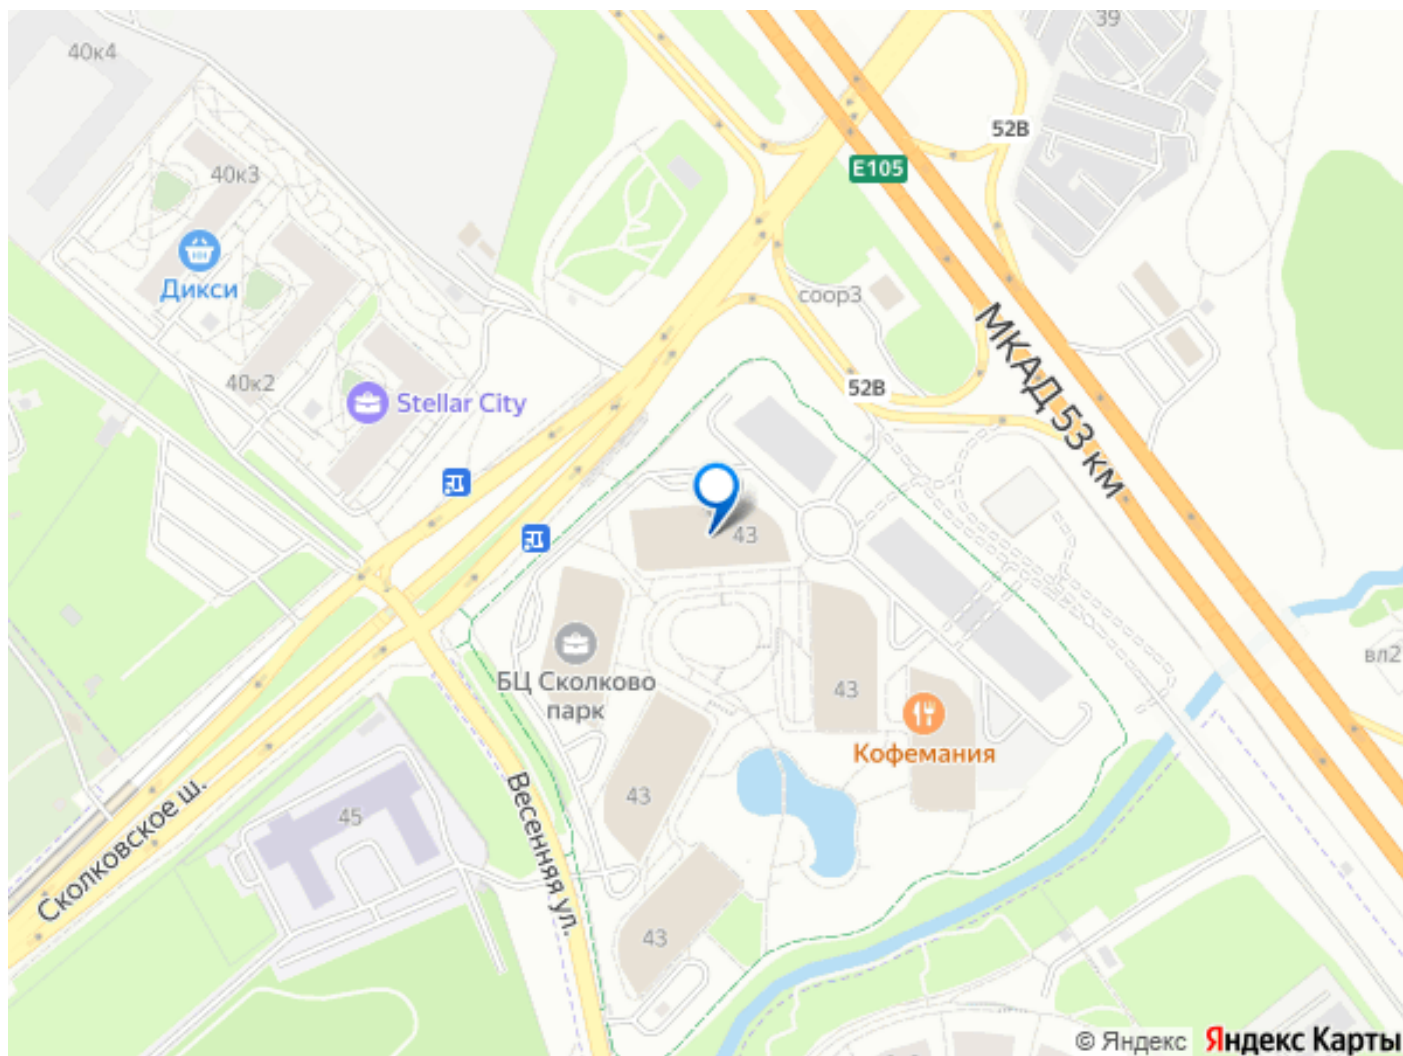 39
40к4
52В
E105
40к3
Дикси
соор3
МКАД 53 км
40к2
52В
Stellar City
43
вл2
БЦ Сколково
парк
43
Кофемания
Весенняя ул.
Сколковское ш.
45
43
43
© Яндекс
Яндекс Карты